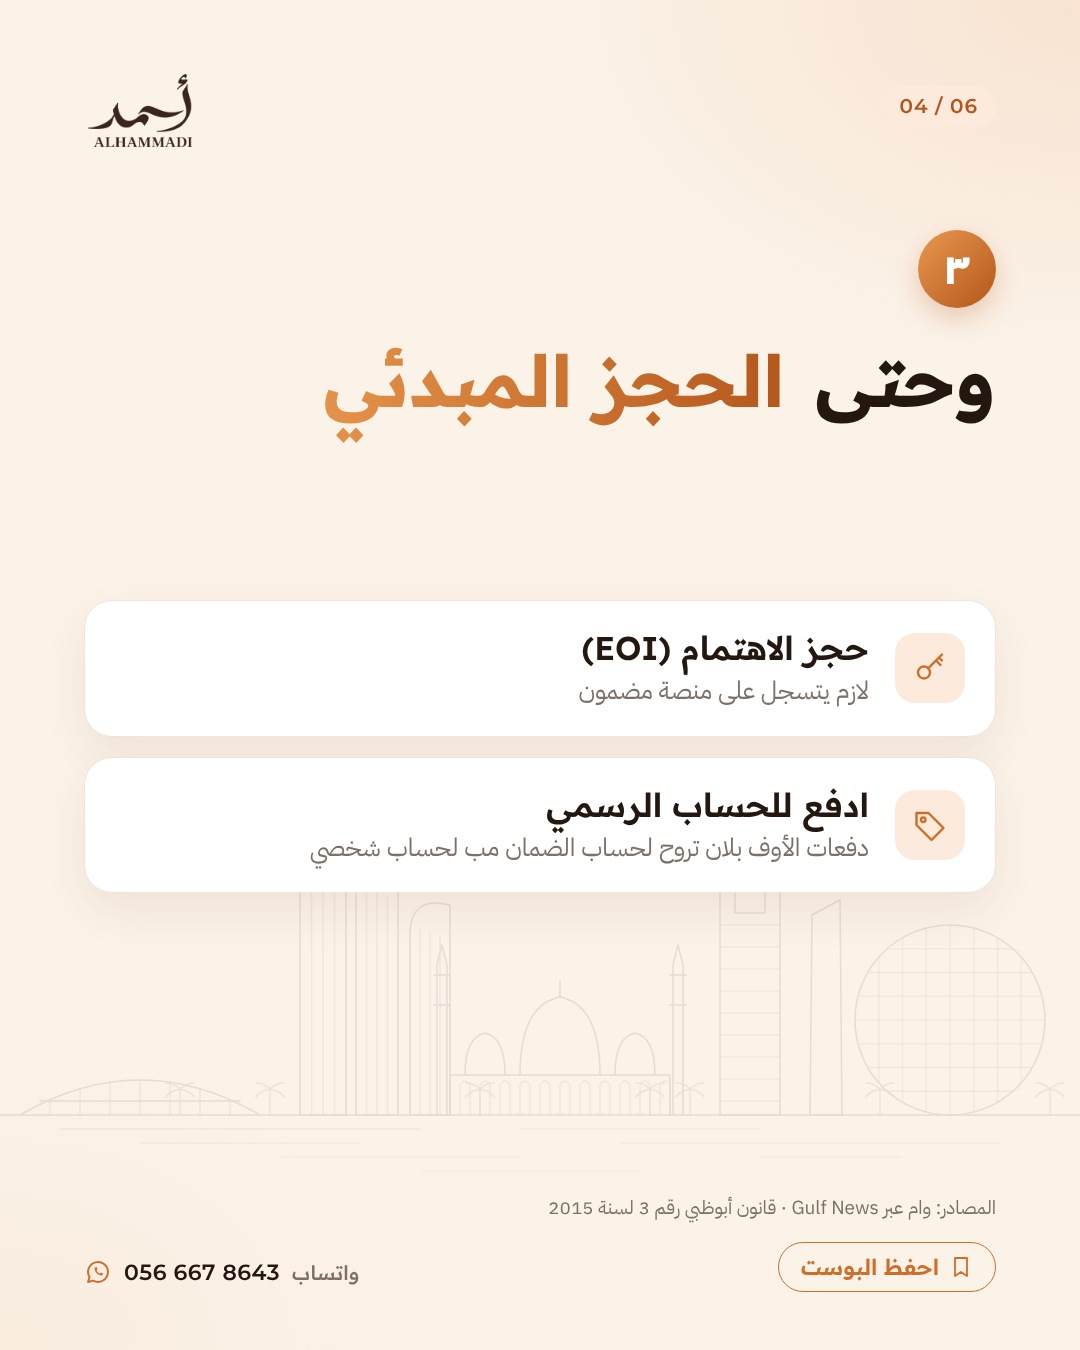 أحمد
ALHAMMADI
04 / 06
٣
وحتى الحجز المبدئي
حجز الاهتمام (EOI)
لازم يتسجل على منصة مضمون
ادفع للحساب الرسمي
دفعات الأوف بلان تروح لحساب الضمان مب لحساب شخصي
المصادر: وام عبر Gulf News · قانون أبوظبي رقم 3 لسنة 2015
احفظ البوست
واتساب 056 667 8643